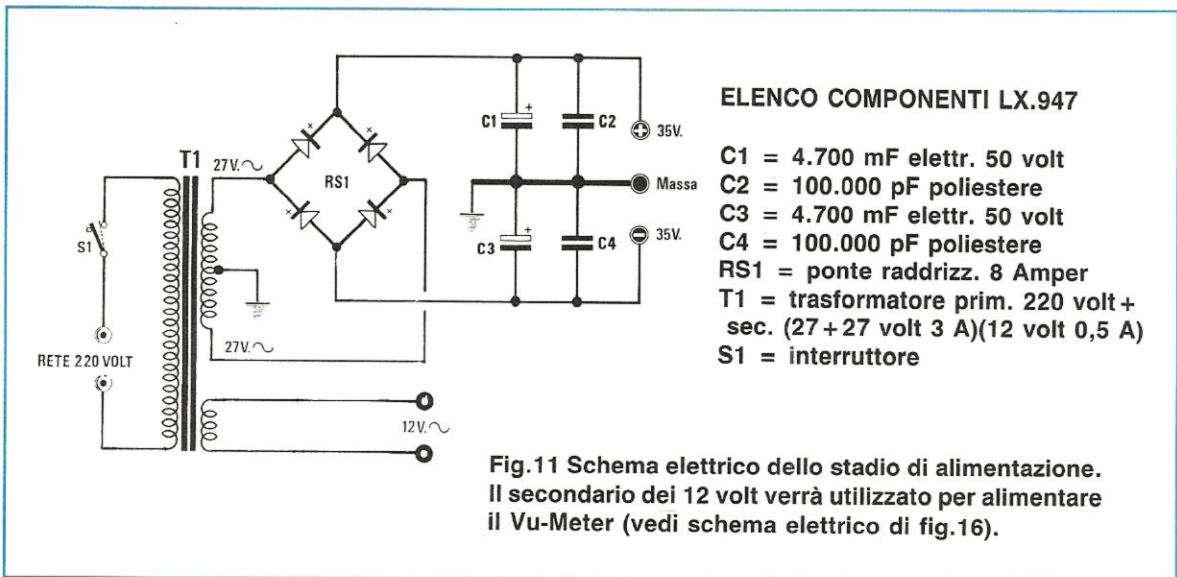 T1
27V.~
RS1
S1
RETE 220 VOLT
27V.~
12V.~
C1
+
C2
35V.
Massa
C3
+
C4
35V.
ELENCO COMPONENTI LX.947
C1 = 4.700 mF elettr. 50 volt
C2 = 100.000 pF poliestere
C3 = 4.700 mF elettr. 50 volt
C4 = 100.000 pF poliestere
RS1 = ponte raddrizz. 8 Amper
T1 = trasformatore prim. 220 volt +
sec. (27+27 volt 3 A)(12 volt 0,5 A)
S1 = interruttore
Fig.11 Schema elettrico dello stadio di alimentazione.
Il secondario dei 12 volt verrà utilizzato per alimentare
il Vu-Meter (vedi schema elettrico di fig.16).